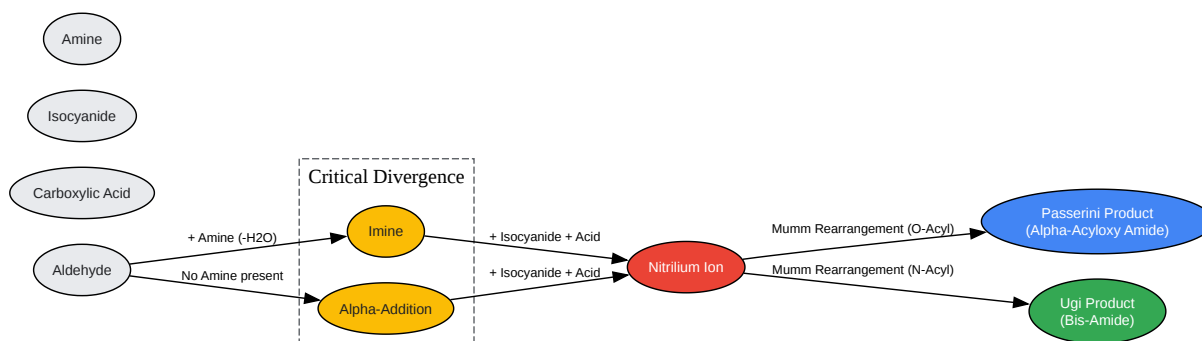 Amine
Isocyanide
Carboxylic Acid
Aldehyde
+ Amine (-H2O)
No Amine present
Critical Divergence
Imine
Alpha-Addition
+ Isocyanide + Acid
+ Isocyanide + Acid
Nitrilium Ion
Mumm Rearrangement (O-Acyl)
Mumm Rearrangement (N-Acyl)
Passerini Product
(Alpha-Acyloxy Amide)
Ugi Product
(Bis-Amide)